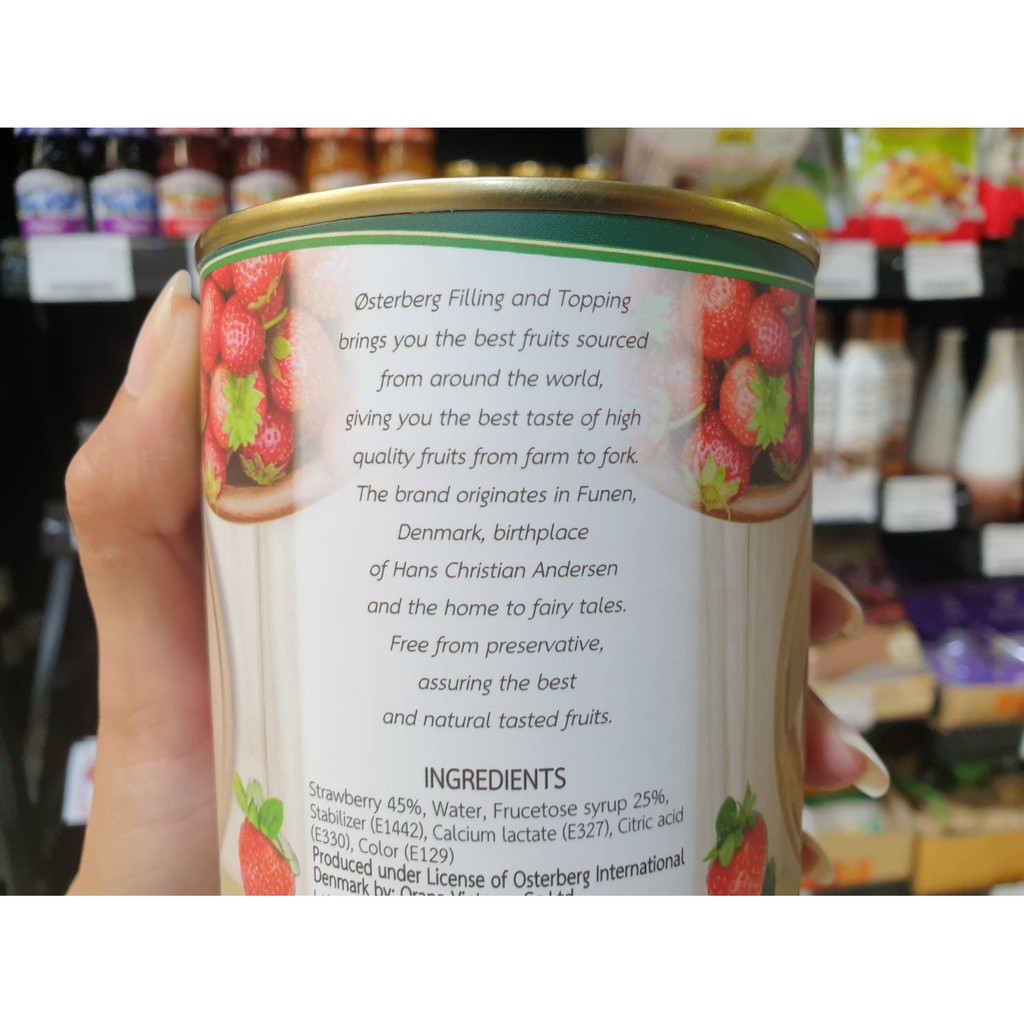 Østerberg Filling and Topping
brings you the best fruits sourced
from around the world,
giving you the best taste of high
quality fruits from farm to fork.
The brand originates in Funen,
Denmark, birthplace
of Hans Christian Andersen
and the home to fairy tales.
Free from preservative,
assuring the best
and natural tasted fruits.
INGREDIENTS
Strawberry 45%, Water, Fructose syrup 25%,
Stabilizer (E1442), Calcium lactate (E327), Citric acid
(E330), Color (E129)
Produced under License of Osterberg International
Denmark by: